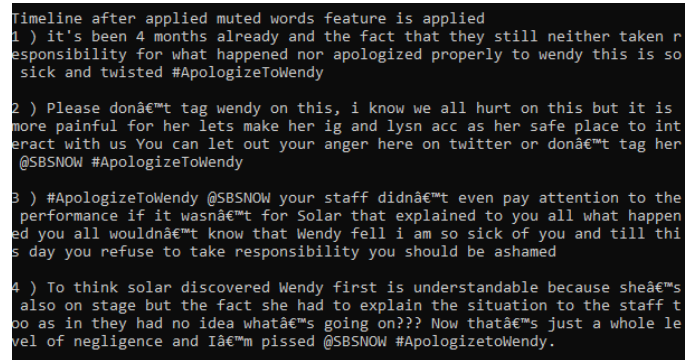 Timeline after applied muted words feature is applied
1 ) it's been 4 months already and the fact that they still neither taken r
esponsibility for what happened nor apologized properly to wendy this is so
 sick and twisted #ApologizeToWendy
2 ) Please donâ€™t tag wendy on this, i know we all hurt on this but it is
more painful for her lets make her ig and lysn acc as her safe place to int
eract with us You can let out your anger here on twitter or donâ€™t tag her
 @SBSNOW #ApologizeToWendy
3 ) #ApologizeToWendy @SBSNOW your staff didnâ€™t even pay attention to the
 performance if it wasnâ€™t for Solar that explained to you all what happen
ed you all wouldnâ€™t know that Wendy fell i am so sick of you and till thi
s day you refuse to take responsibility you should be ashamed
4 ) To think solar discovered Wendy first is understandable because sheâ€™s
 also on stage but the fact she had to explain the situation to the staff t
oo as in they had no idea whatâ€™s going on??? Now thatâ€™s just a whole le
vel of negligence and Iâ€™m pissed @SBSNOW #ApologizetoWendy.